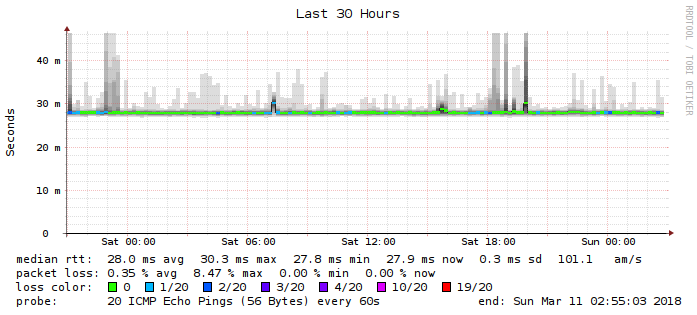 Last 30 Hours
RRDTOOL / TOBI OETIKER
Seconds
40 m
30 m
20 m
10 m
0
Sat 00:00 Sat 06:00 Sat 12:00 Sat 18:00 Sun 00:00
median rtt: 28.0 ms avg 30.3 ms max 27.8 ms min 27.9 ms now 0.3 ms sd 101.1 am/s
packet loss: 0.35 % avg 8.47 % max 0.00 % min 0.00 % now
loss color: 0 1/20 2/20 3/20 4/20 10/20 19/20
probe: 20 ICMP Echo Pings (56 Bytes) every 60s end: Sun Mar 11 02:55:03 2018